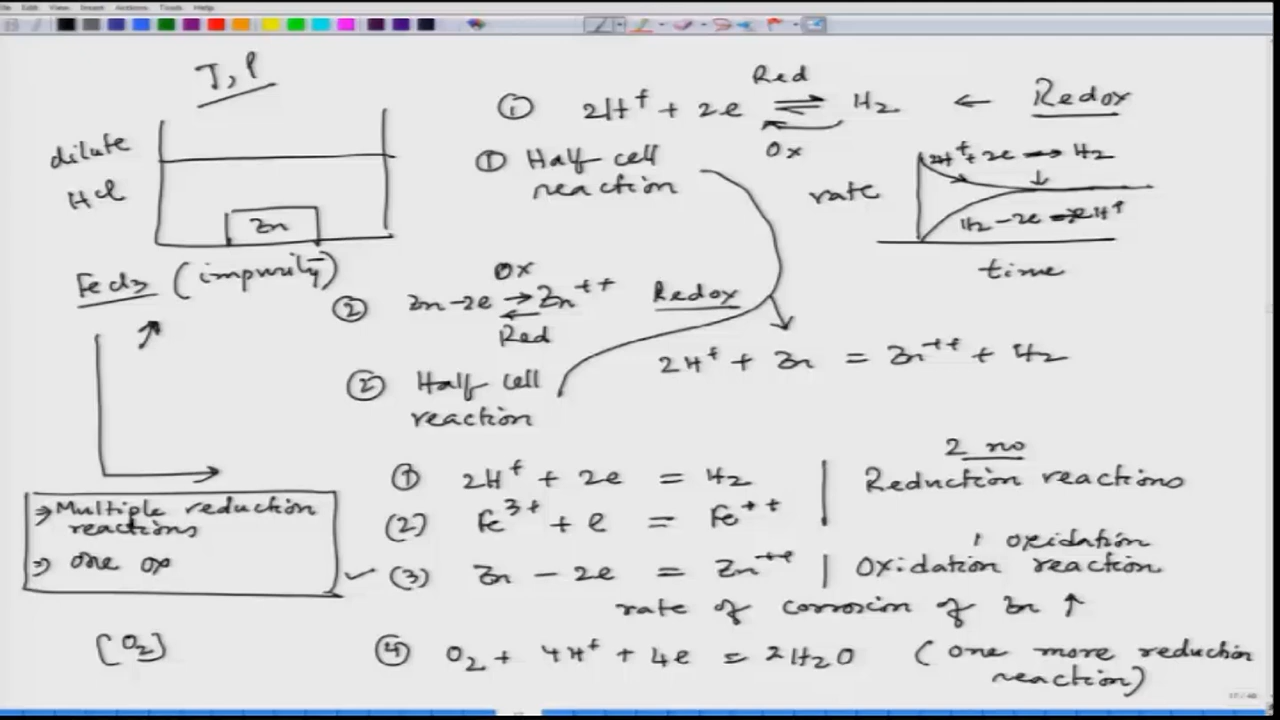 T, P
dilute
HCl
Zn
FeCl3 (impurity)
① 2H⁺ + 2e ⇌ H2 ← Redox
Red
Ox
① Half cell
reaction
rate
2H⁺ + 2e → H2
H2 - 2e → 2H⁺
time
② Zn - 2e → Zn⁺⁺ Redox
Ox
Red
② Half cell
reaction
2H⁺ + Zn = Zn⁺⁺ + H2
2 no
① 2H⁺ + 2e = H2 | Reduction reactions
(2) Fe³⁺ + e = Fe⁺⁺
1 oxidation
✓ (3) Zn - 2e = Zn⁺⁺ | Oxidation reaction
rate of corrosion of Zn ↑
⇒ Multiple reduction
reactions
⇒ one ox
[O2]
④ O2 + 4H⁺ + 4e = 2H2O (one more reduction
reaction)